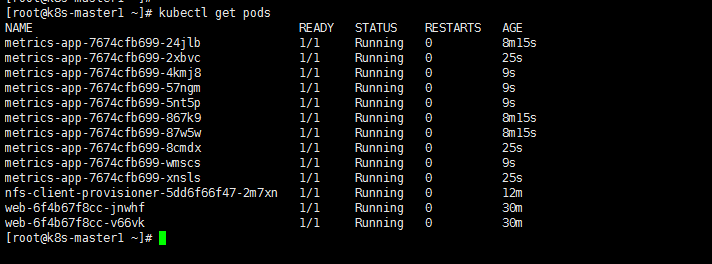 [root@k8s-master1 ~]# kubectl get pods
NAME READY STATUS RESTARTS AGE
metrics-app-7674cfb699-24jlb 1/1 Running 0 8m15s
metrics-app-7674cfb699-2xbvc 1/1 Running 0 25s
metrics-app-7674cfb699-4kmj8 1/1 Running 0 9s
metrics-app-7674cfb699-57ngm 1/1 Running 0 9s
metrics-app-7674cfb699-5nt5p 1/1 Running 0 9s
metrics-app-7674cfb699-867k9 1/1 Running 0 8m15s
metrics-app-7674cfb699-87w5w 1/1 Running 0 8m15s
metrics-app-7674cfb699-8cmdx 1/1 Running 0 25s
metrics-app-7674cfb699-wmscs 1/1 Running 0 9s
metrics-app-7674cfb699-xnsls 1/1 Running 0 25s
nfs-client-provisioner-5dd6f66f47-2m7xn 1/1 Running 0 12m
web-6f4b67f8cc-jnwhf 1/1 Running 0 30m
web-6f4b67f8cc-v66vk 1/1 Running 0 30m
[root@k8s-master1 ~]#